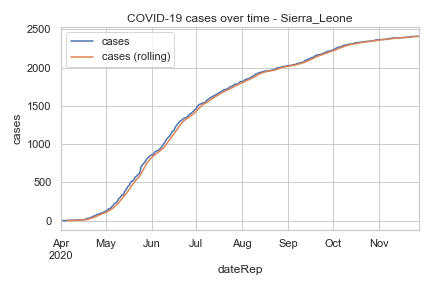 COVID-19 cases over time - Sierra_Leone
cases
cases (rolling)
2500
2000
1500
1000
500
0
cases
Apr May Jun Jul Aug Sep Oct Nov
2020
dateRep